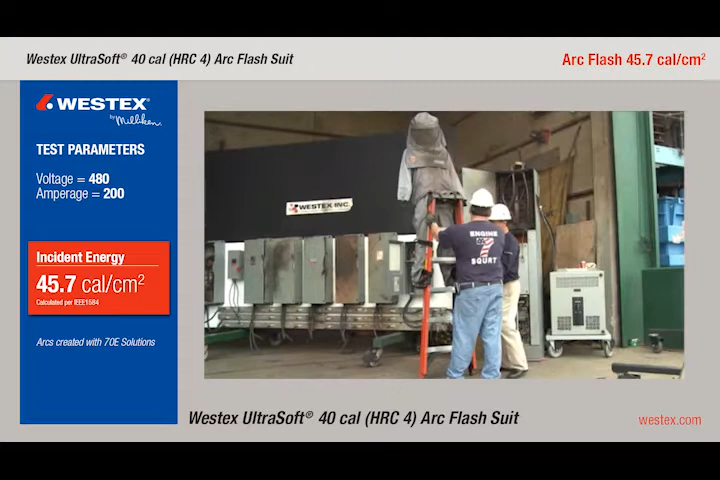 Westex UltraSoft® 40 cal (HRC 4) Arc Flash Suit
Arc Flash 45.7 cal/cm²
WESTEX®
by Milliken.
TEST PARAMETERS
Voltage = 480
Amperage = 200
Incident Energy
45.7 cal/cm²
Calculated per IEEE1584
Arcs created with 70E Solutions
WESTEX INC.
ENGINE
7
SQURT
Westex UltraSoft® 40 cal (HRC 4) Arc Flash Suit
westex.com